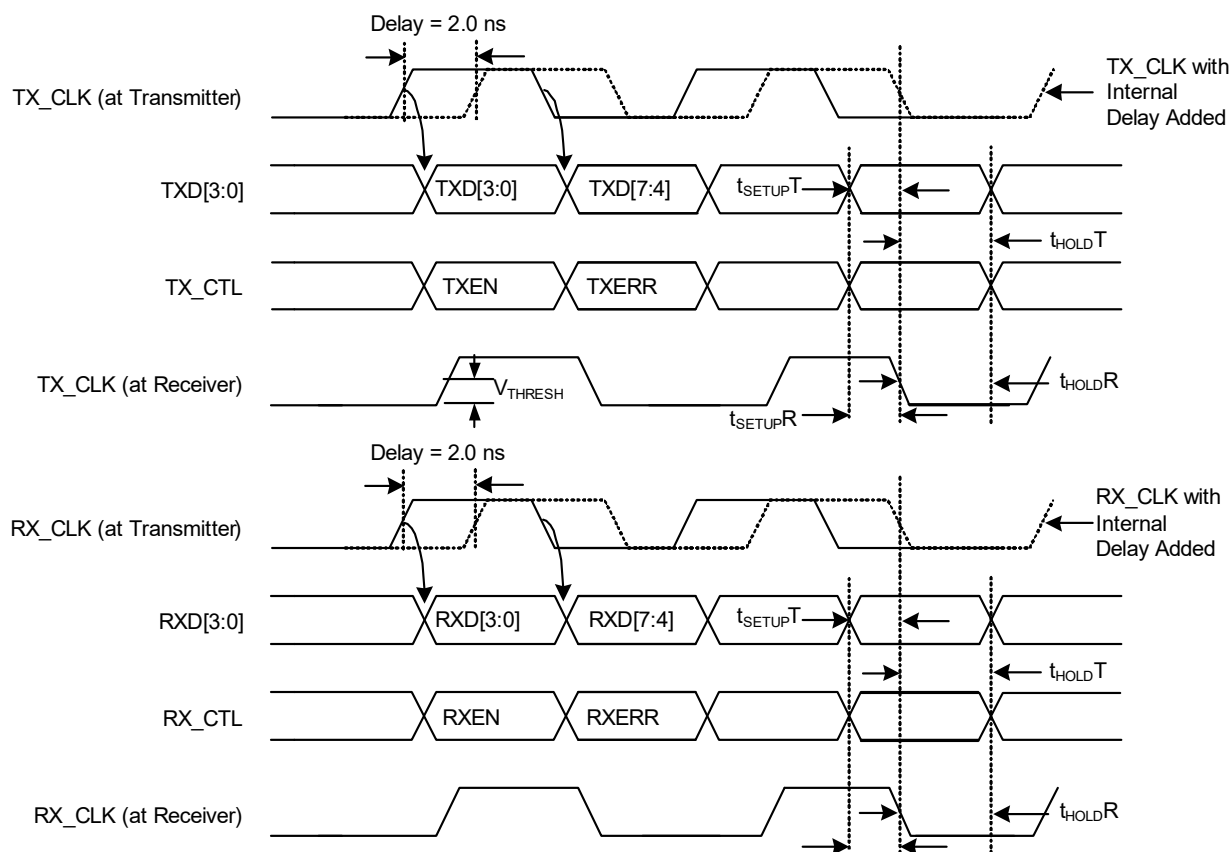 Delay = 2.0 ns
TX_CLK (at Transmitter)
TX_CLK with
Internal
Delay Added
TXD[3:0]
TXD[3:0]
TXD[7:4]
tSETUPT
tHOLDT
TX_CTL
TXEN
TXERR
TX_CLK (at Receiver)
VTHRESH
tHOLDR
tSETUPR
Delay = 2.0 ns
RX_CLK (at Transmitter)
RX_CLK with
Internal
Delay Added
RXD[3:0]
RXD[3:0]
RXD[7:4]
tSETUPT
tHOLDT
RX_CTL
RXEN
RXERR
RX_CLK (at Receiver)
tHOLDR